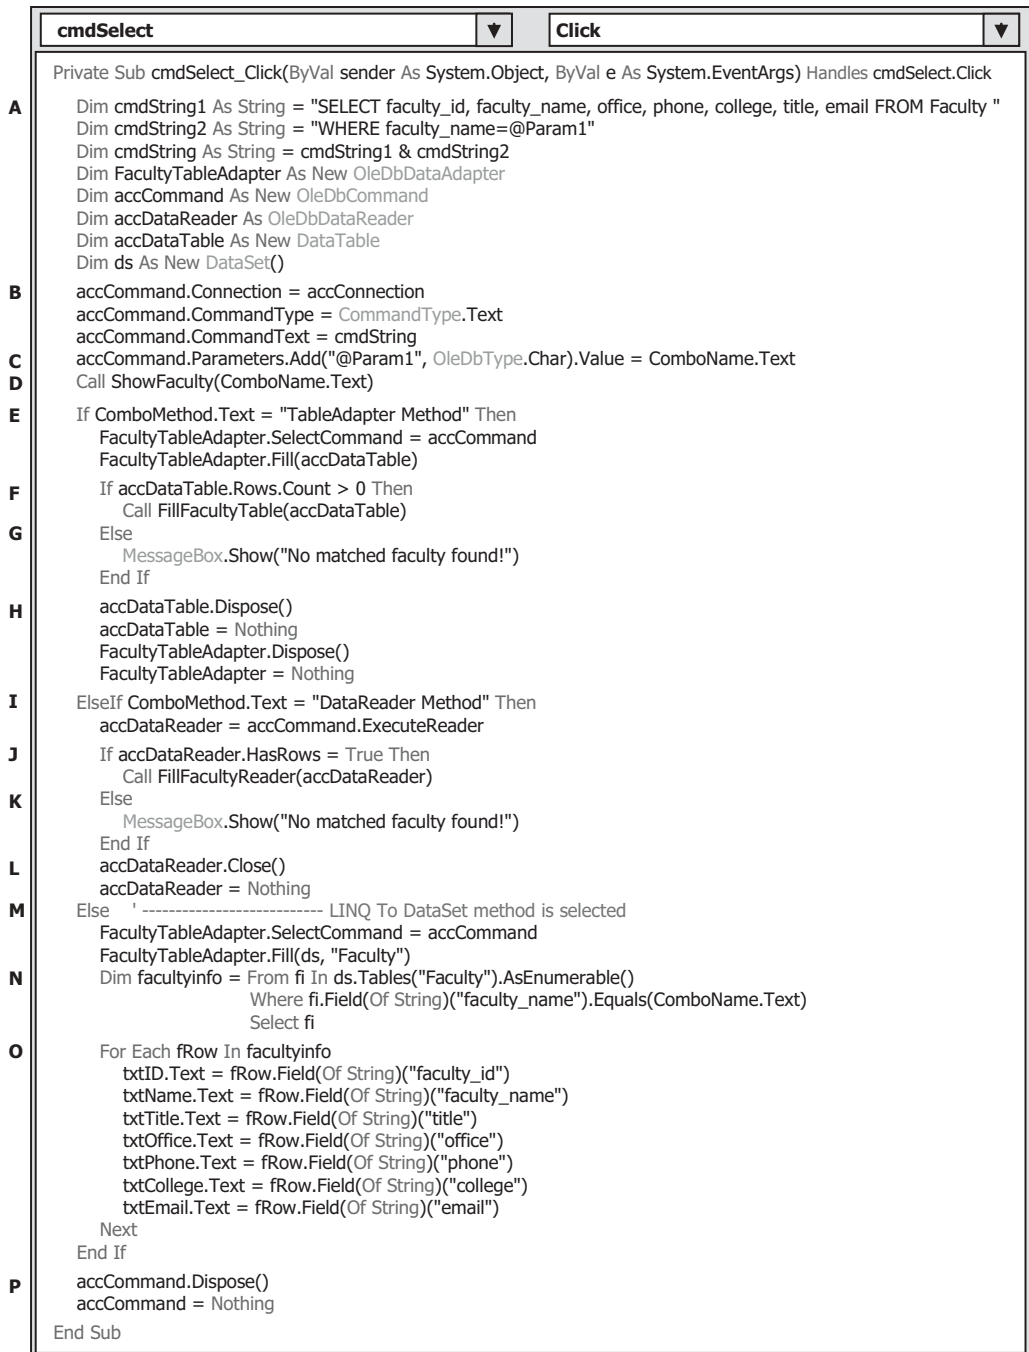 cmdSelect Click
Private Sub cmdSelect_Click(ByVal sender As System.Object, ByVal e As System.EventArgs) Handles cmdSelect.Click
A Dim cmdString1 As String = "SELECT faculty_id, faculty_name, office, phone, college, title, email FROM Faculty "
Dim cmdString2 As String = "WHERE faculty_name=@Param1"
Dim cmdString As String = cmdString1 & cmdString2
Dim FacultyTableAdapter As New OleDbDataAdapter
Dim accCommand As New OleDbCommand
Dim accDataReader As OleDbDataReader
Dim accDataTable As New DataTable
Dim ds As New DataSet()
B accCommand.Connection = accConnection
accCommand.CommandType = CommandType.Text
accCommand.CommandText = cmdString
C accCommand.Parameters.Add("@Param1", OleDbType.Char).Value = ComboName.Text
D Call ShowFaculty(ComboName.Text)
E If ComboMethod.Text = "TableAdapter Method" Then
FacultyTableAdapter.SelectCommand = accCommand
FacultyTableAdapter.Fill(accDataTable)
F If accDataTable.Rows.Count > 0 Then
Call FillFacultyTable(accDataTable)
G Else
MessageBox.Show("No matched faculty found!")
End If
H accDataTable.Dispose()
accDataTable = Nothing
FacultyTableAdapter.Dispose()
FacultyTableAdapter = Nothing
I ElseIf ComboMethod.Text = "DataReader Method" Then
accDataReader = accCommand.ExecuteReader
J If accDataReader.HasRows = True Then
Call FillFacultyReader(accDataReader)
K Else
MessageBox.Show("No matched faculty found!")
End If
L accDataReader.Close()
accDataReader = Nothing
M Else ' --------------------------- LINQ To DataSet method is selected
FacultyTableAdapter.SelectCommand = accCommand
FacultyTableAdapter.Fill(ds, "Faculty")
N Dim facultyinfo = From fi In ds.Tables("Faculty").AsEnumerable()
Where fi.Field(Of String)("faculty_name").Equals(ComboName.Text)
Select fi
O For Each fRow In facultyinfo
txtID.Text = fRow.Field(Of String)("faculty_id")
txtName.Text = fRow.Field(Of String)("faculty_name")
txtTitle.Text = fRow.Field(Of String)("title")
txtOffice.Text = fRow.Field(Of String)("office")
txtPhone.Text = fRow.Field(Of String)("phone")
txtCollege.Text = fRow.Field(Of String)("college")
txtEmail.Text = fRow.Field(Of String)("email")
Next
End If
P accCommand.Dispose()
accCommand = Nothing
End Sub